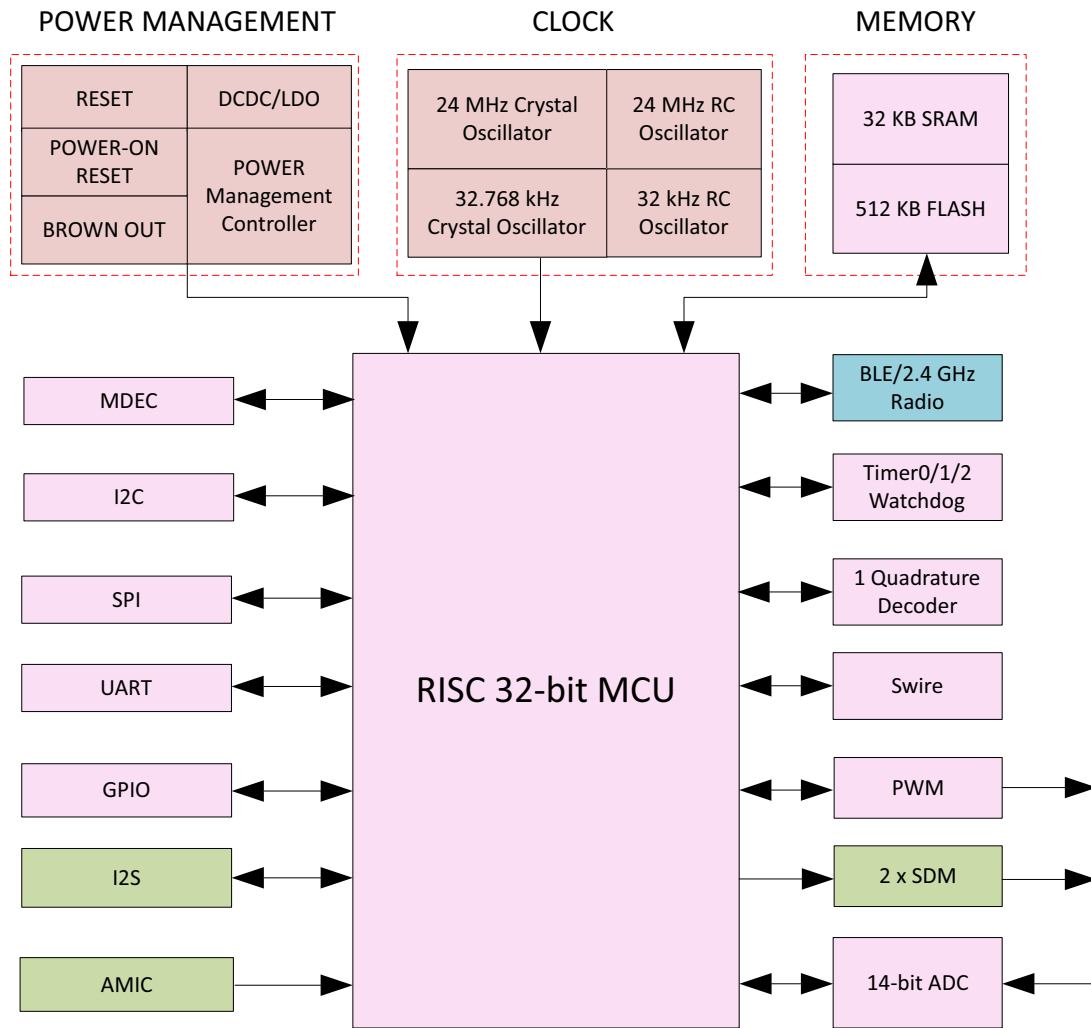 POWER MANAGEMENT
CLOCK
MEMORY
RESET
DCDC/LDO
POWER-ON
RESET
BROWN OUT
POWER
Management
Controller
24 MHz Crystal
Oscillator
24 MHz RC
Oscillator
32.768 kHz
Crystal Oscillator
32 kHz RC
Oscillator
32 KB SRAM
512 KB FLASH
MDEC
I2C
SPI
UART
GPIO
I2S
AMIC
RISC 32-bit MCU
BLE/2.4 GHz
Radio
Timer0/1/2
Watchdog
1 Quadrature
Decoder
Swire
PWM
2 x SDM
14-bit ADC